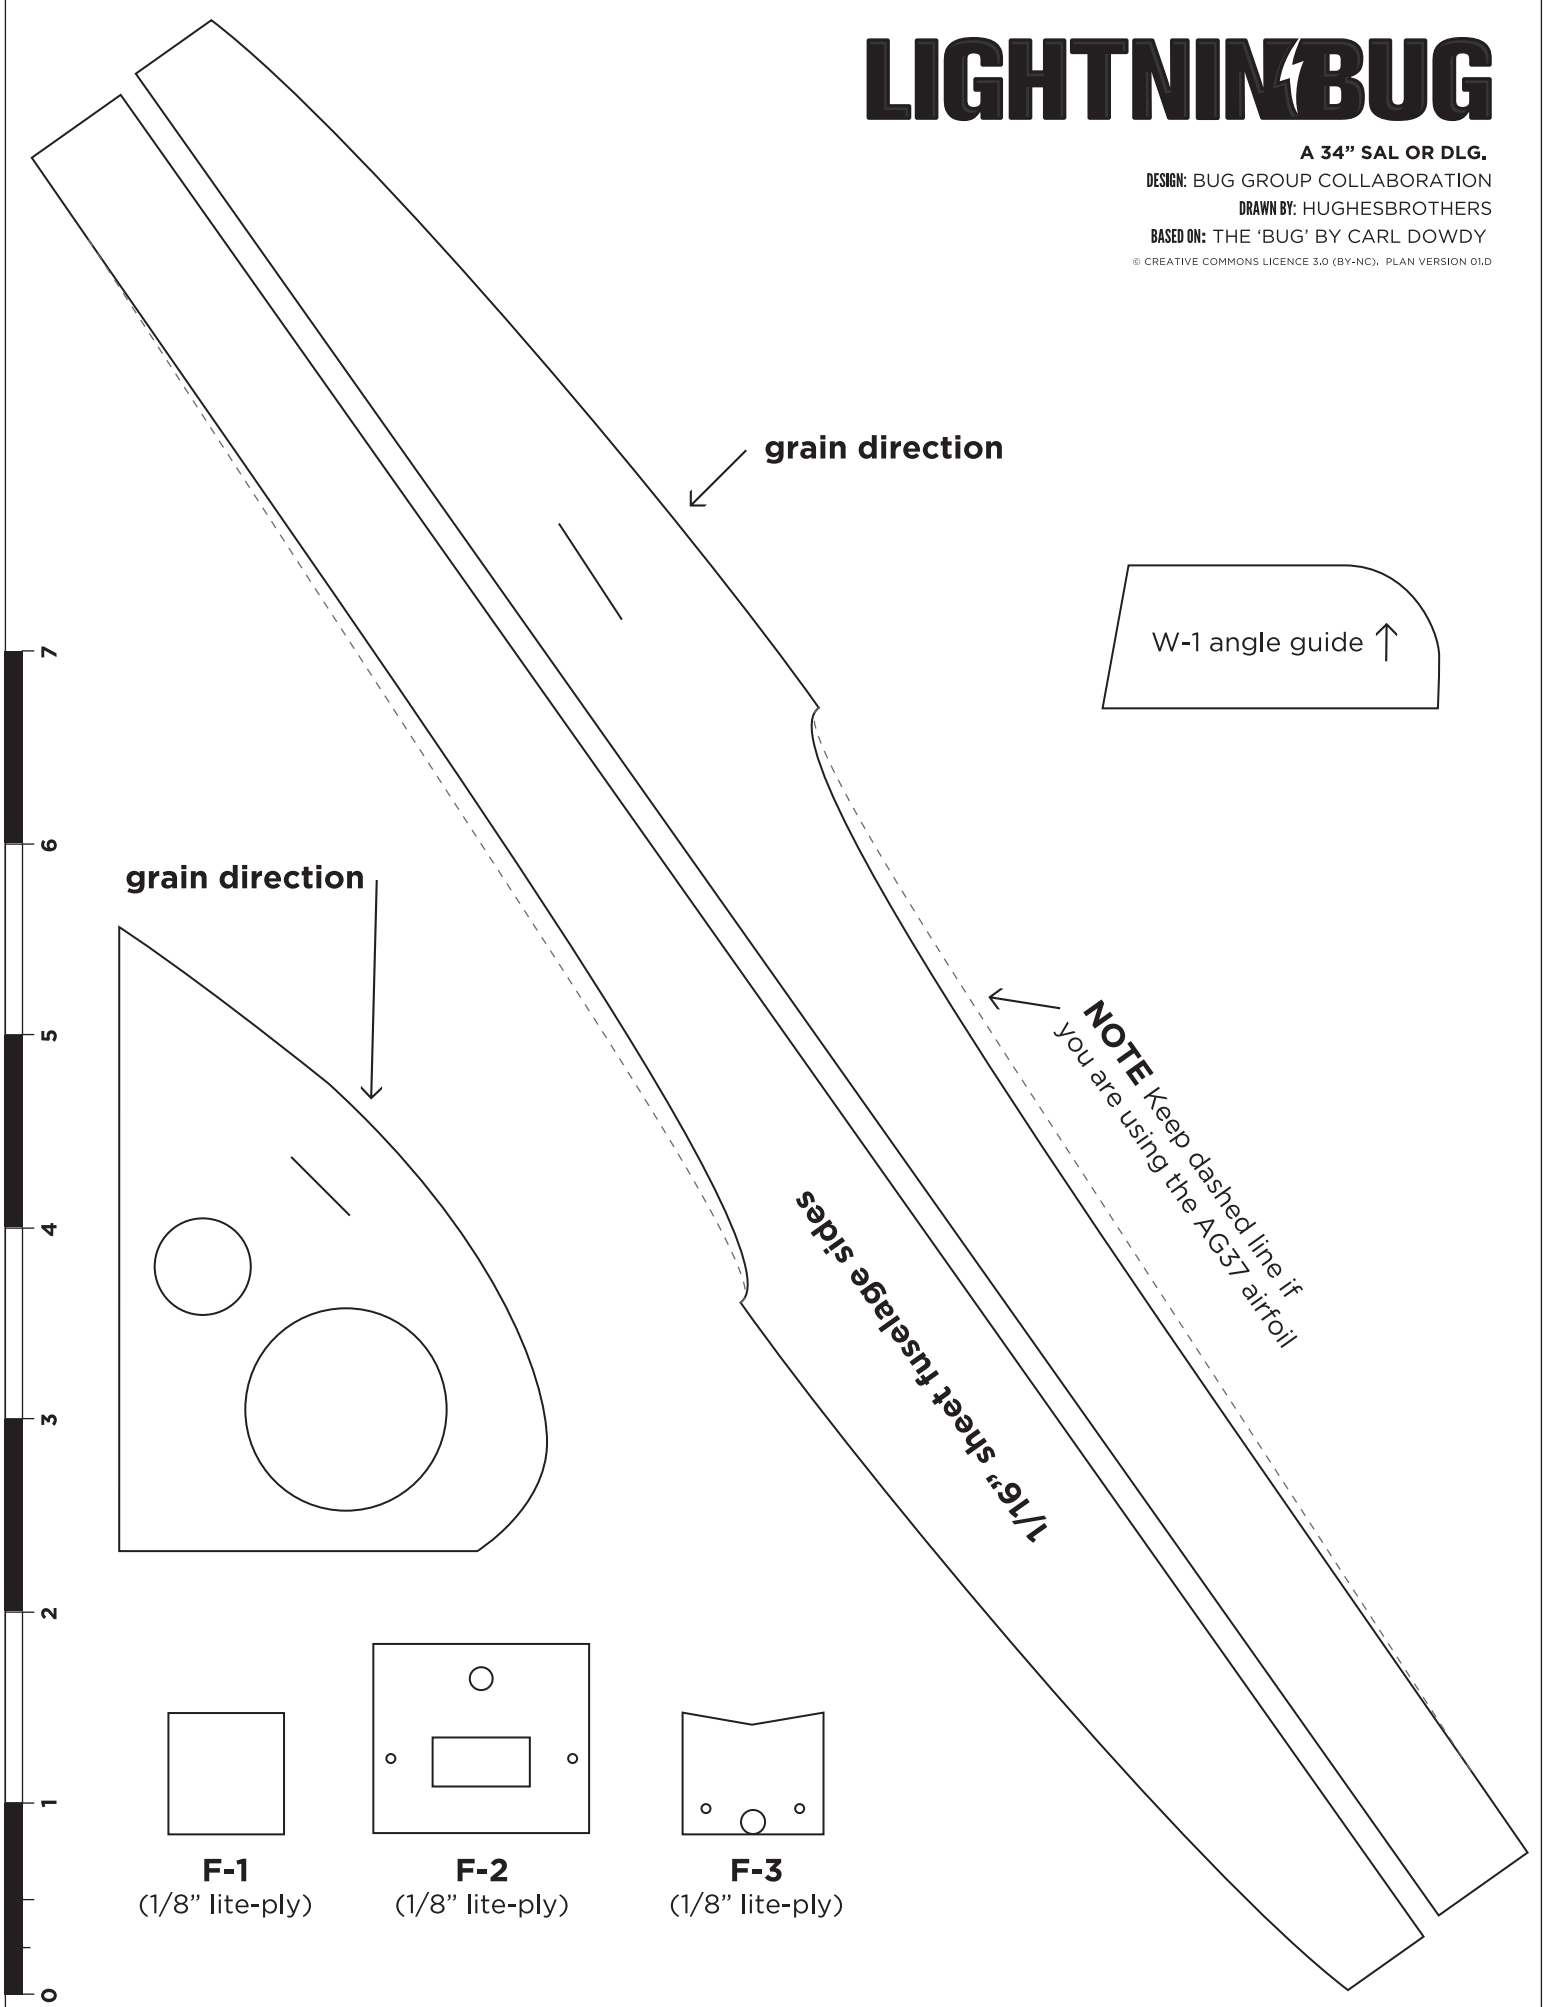 LIGHTNINBUG
A 34” SAL OR DLG.
DESIGN: BUG GROUP COLLABORATION
DRAWN BY: HUGHESBROTHERS
BASED ON: THE ‘BUG’ BY CARL DOWDY
© CREATIVE COMMONS LICENCE 3.0 (BY-NC). PLAN VERSION 01.D
grain direction
W-1 angle guide
7
6
grain direction
5
NOTE Keep dashed line if
you are using the AG37 airfoil
4
1/16” sheet fuselage sides
3
2
1
F-1
(1/8” lite-ply)
F-2
(1/8” lite-ply)
F-3
(1/8” lite-ply)
0